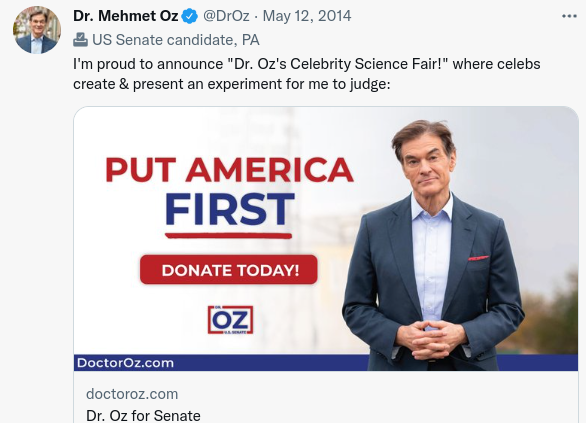 Dr. Mehmet Oz @DrOz · May 12, 2014
US Senate candidate, PA
I'm proud to announce "Dr. Oz's Celebrity Science Fair!" where celebs
create & present an experiment for me to judge:
PUT AMERICA
FIRST
DONATE TODAY!
DR.
OZ
U.S. SENATE
DoctorOz.com
doctoroz.com
Dr. Oz for Senate